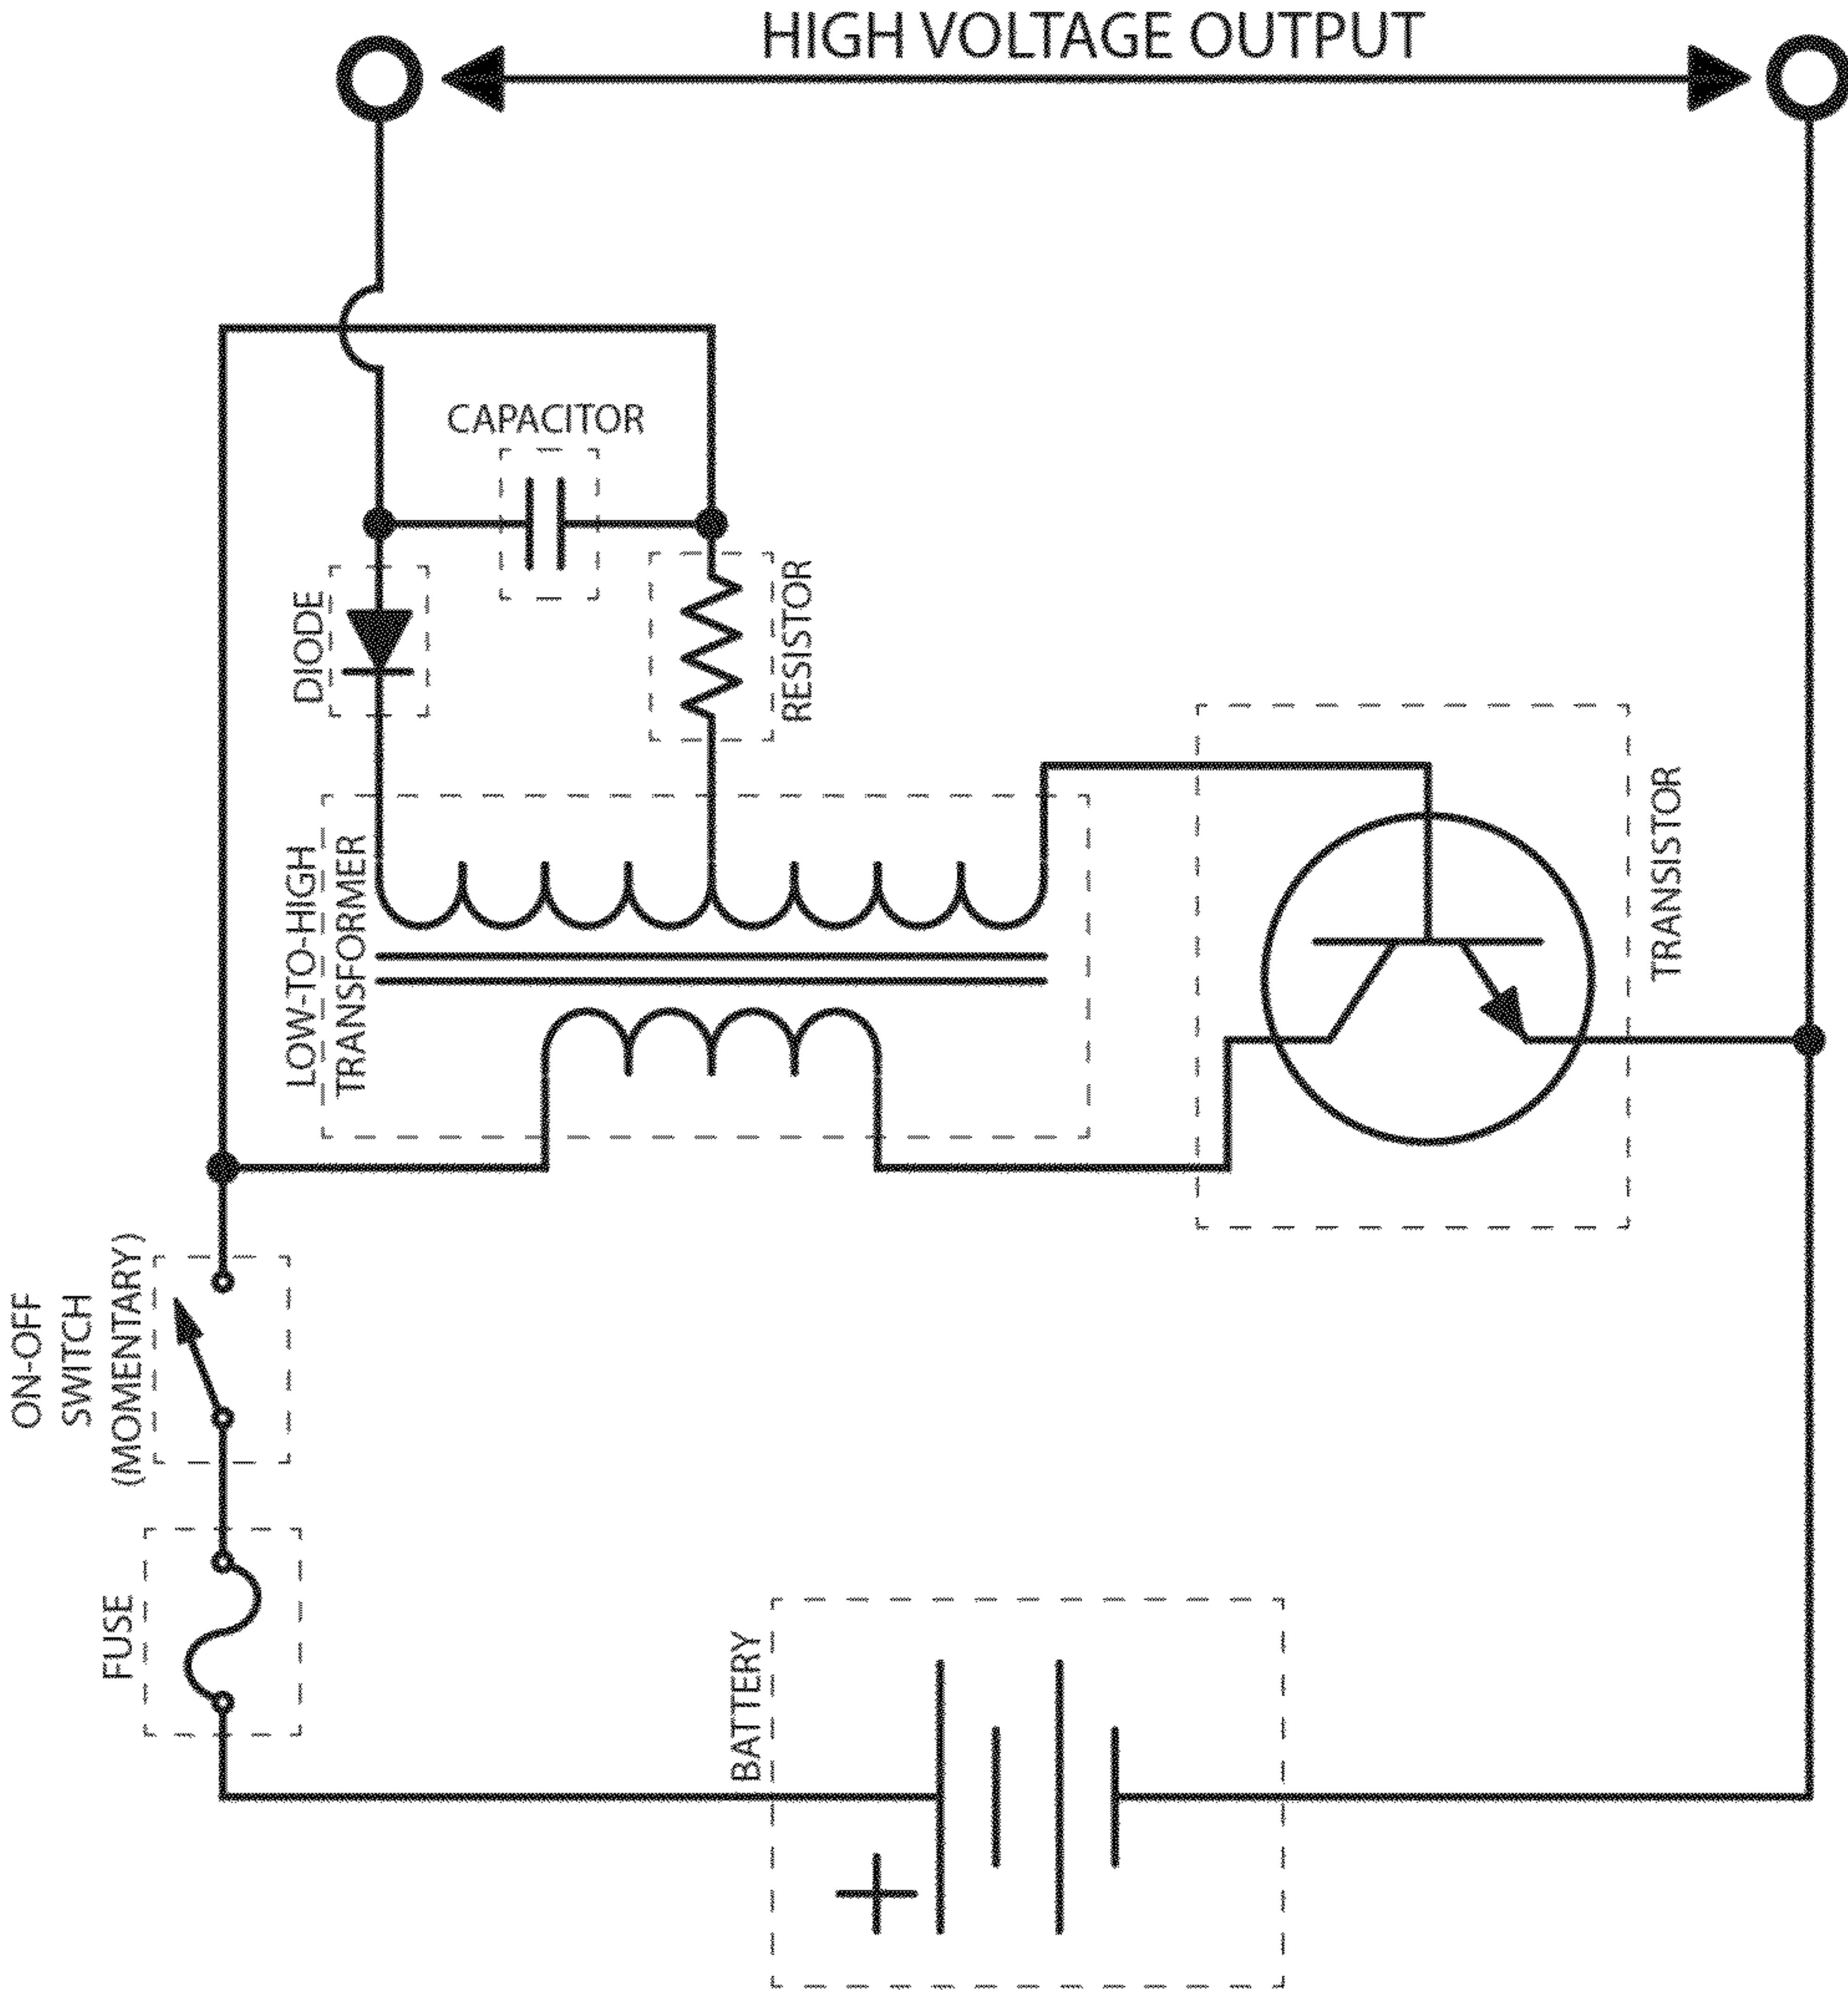 HIGH VOLTAGE OUTPUT
CAPACITOR
DIODE
RESISTOR
LOW-TO-HIGH
TRANSFORMER
TRANSISTOR
ON-OFF
SWITCH
(MOMENTARY)
FUSE
BATTERY
+